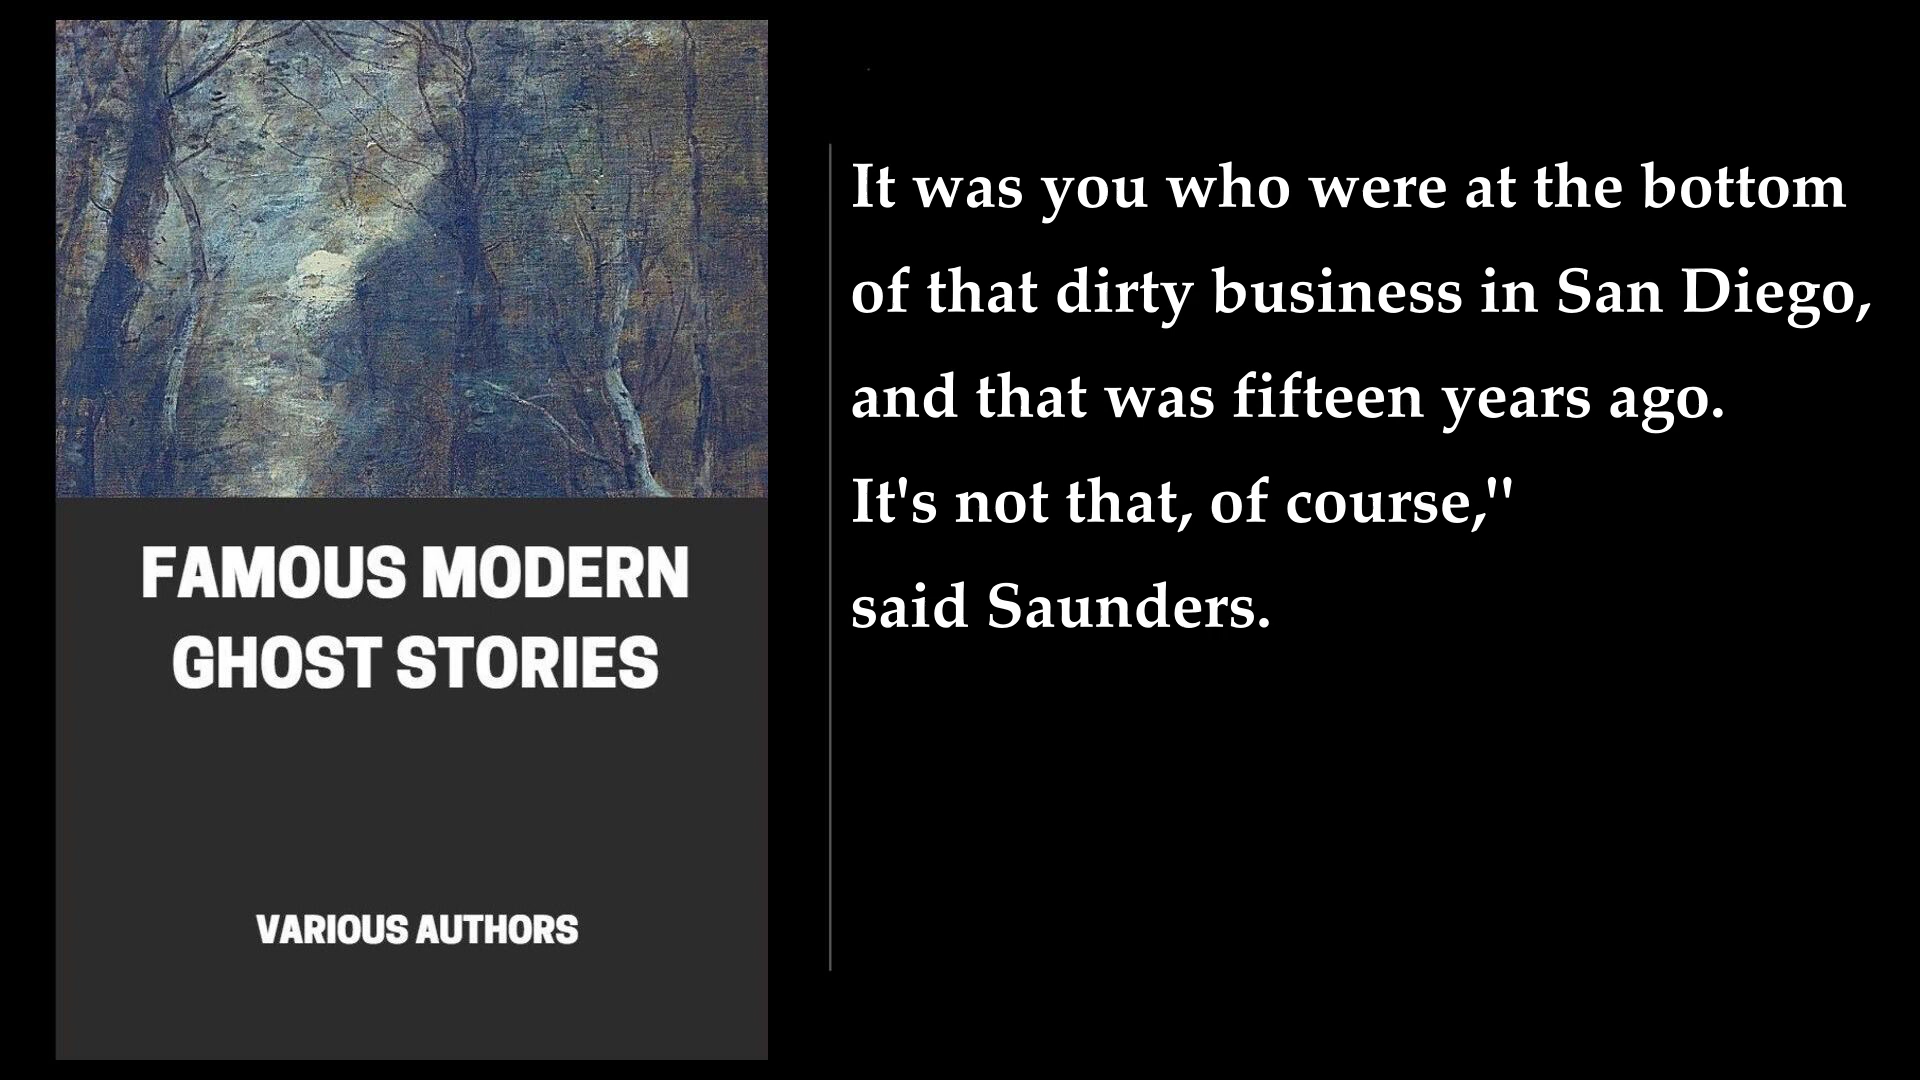 FAMOUS MODERN
GHOST STORIES
VARIOUS AUTHORS
It was you who were at the bottom
of that dirty business in San Diego,
and that was fifteen years ago.
It's not that, of course,"
said Saunders.